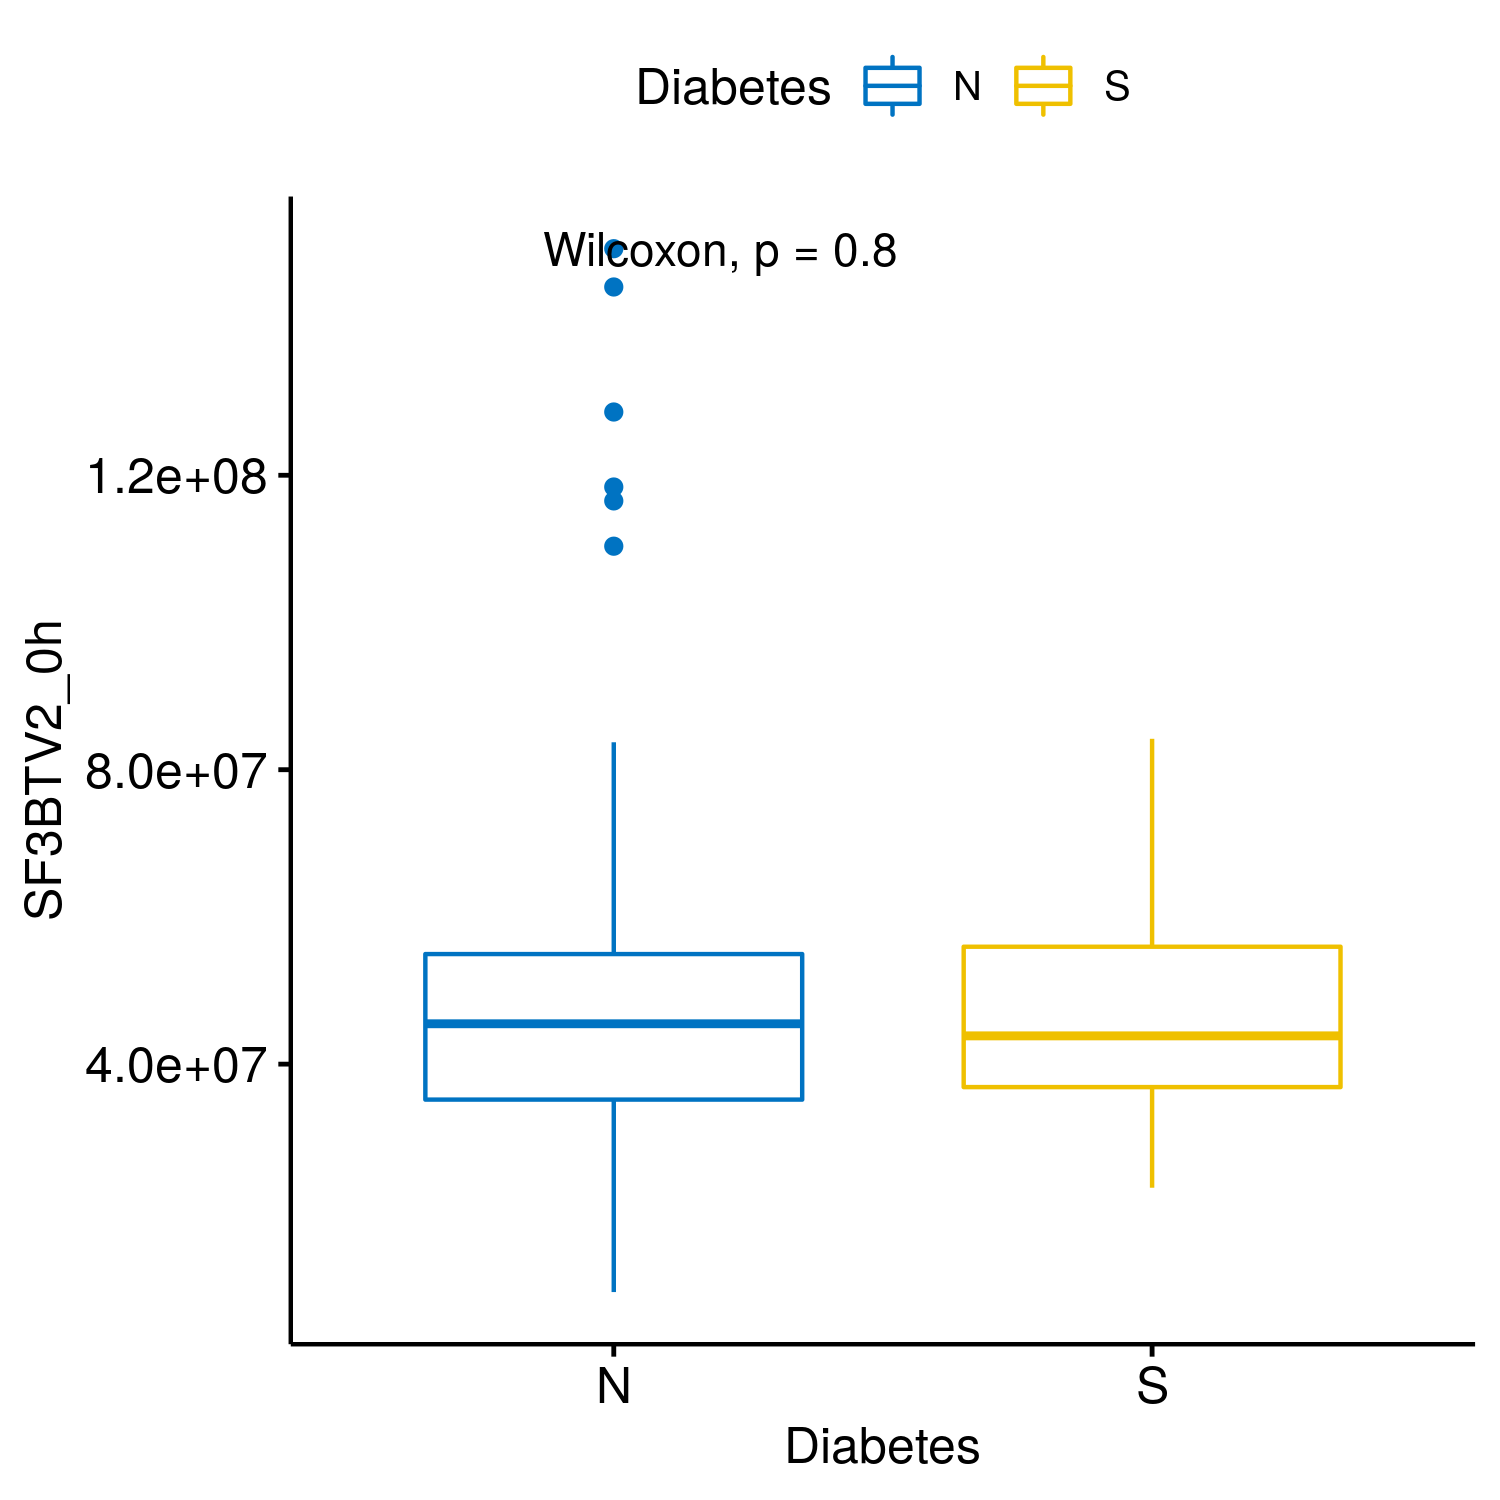 Diabetes N S
Wilcoxon, p = 0.8
1.2e+08
8.0e+07
4.0e+07
SF3BTV2_0h
N S
Diabetes